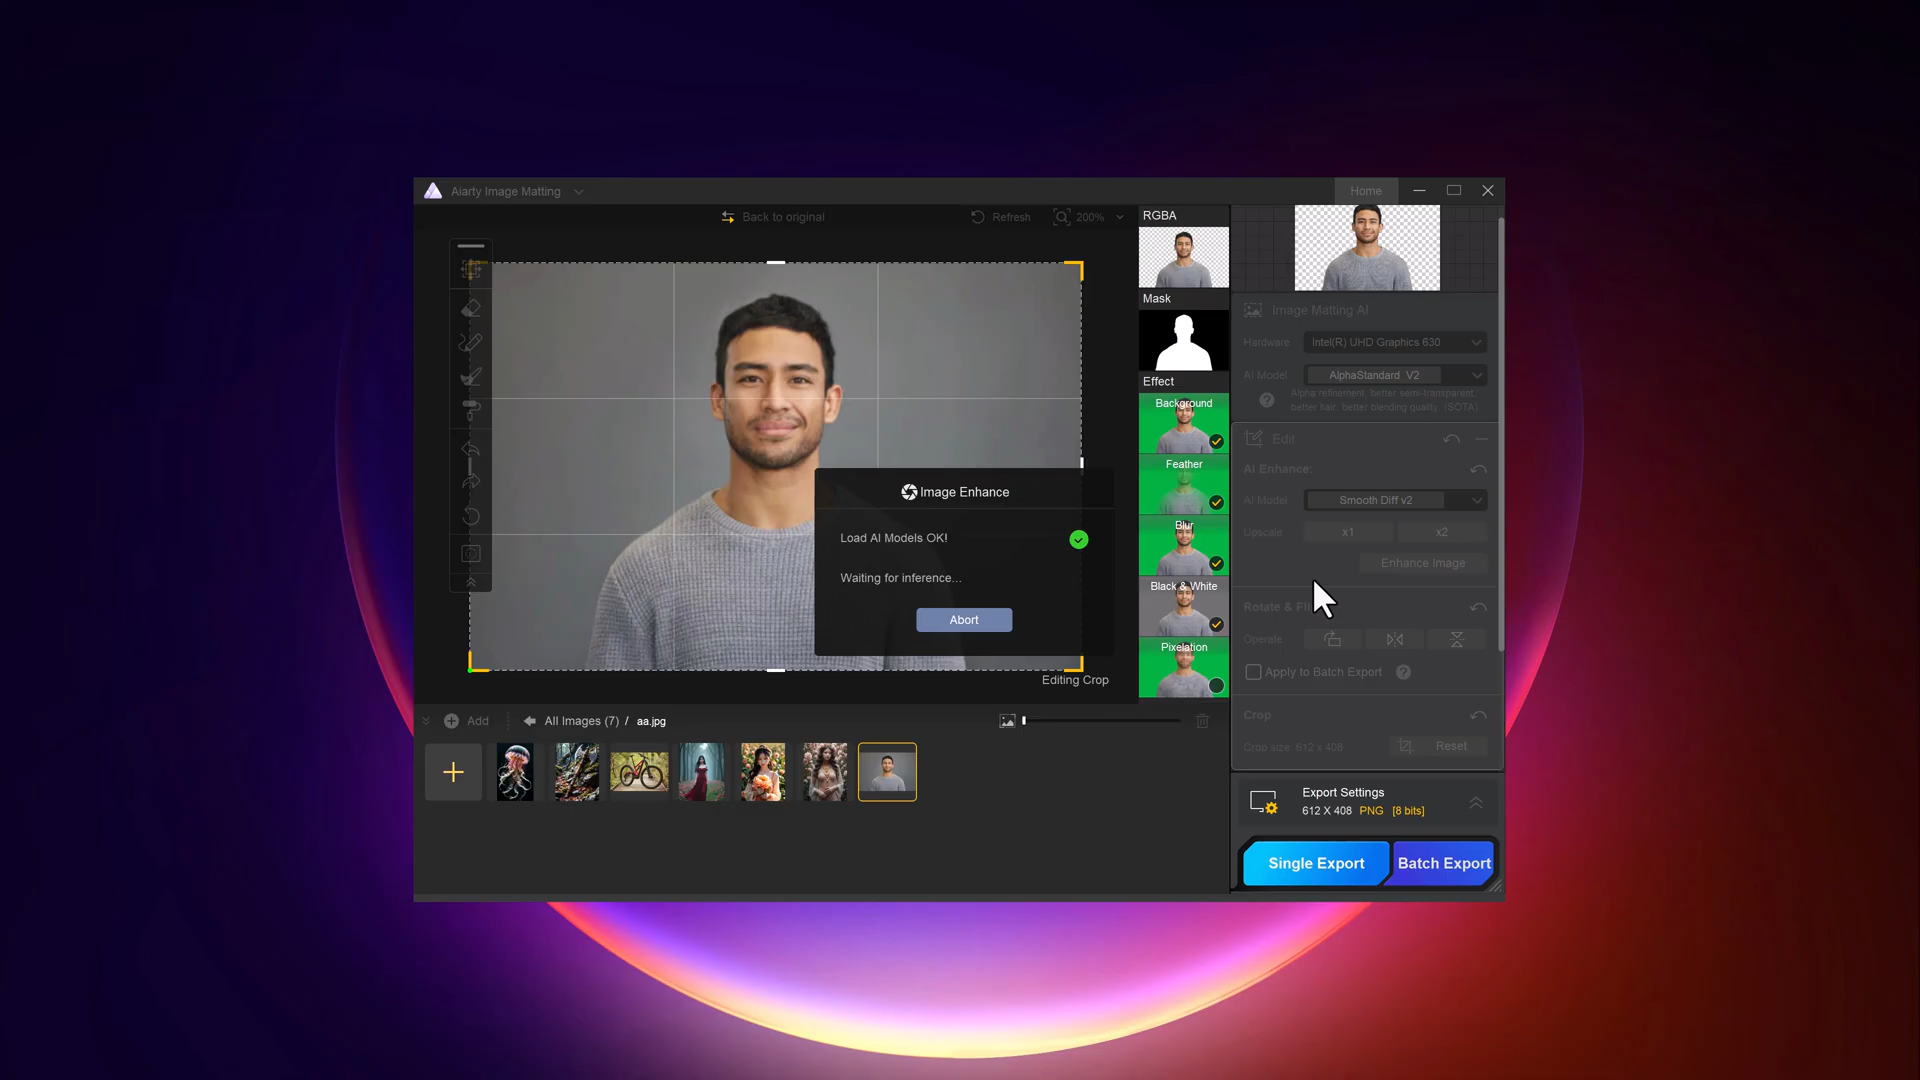 Aiarty Image Matting
Home
Back to original
Refresh
200%
RGBA
Mask
Effect
Background
Feather
Blur
Black & White
Pixelation
Image Enhance
Load AI Models OK!
Waiting for inference...
Abort
Editing Crop
Image Matting AI
Hardware
Intel(R) UHD Graphics 630
AI Model
AlphaStandard V2
Alpha refinement, better semi-transparent,
better hair, better blending quality. (SOTA)
Edit
AI Enhance:
AI Model
Smooth Diff v2
Upscale
x1
x2
Enhance Image
Rotate &
Operate
Apply to Batch Export
Crop
Crop size: 612 x 408
Reset
Add
All Images (7) / aa.jpg
Export Settings
612 X 408 PNG [8 bits]
Single Export
Batch Export